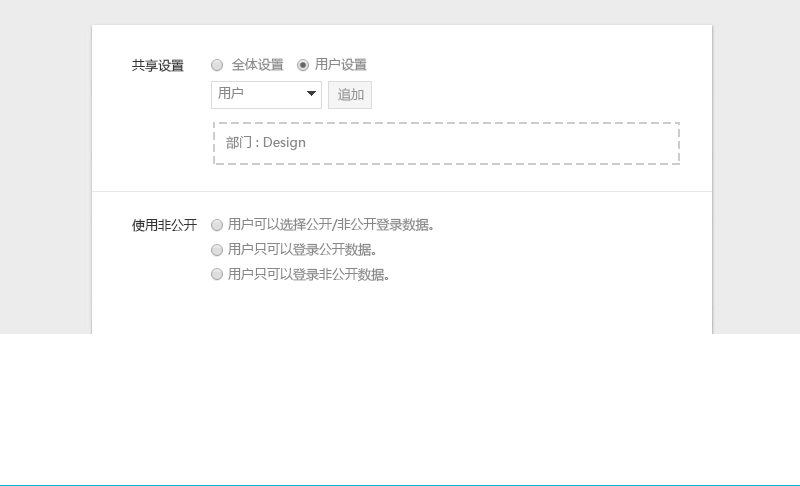 共享设置 全体设置 用户设置
用户 追加
部门 : Design
使用非公开 用户可以选择公开/非公开登录数据。
用户只可以登录公开数据。
用户只可以登录非公开数据。